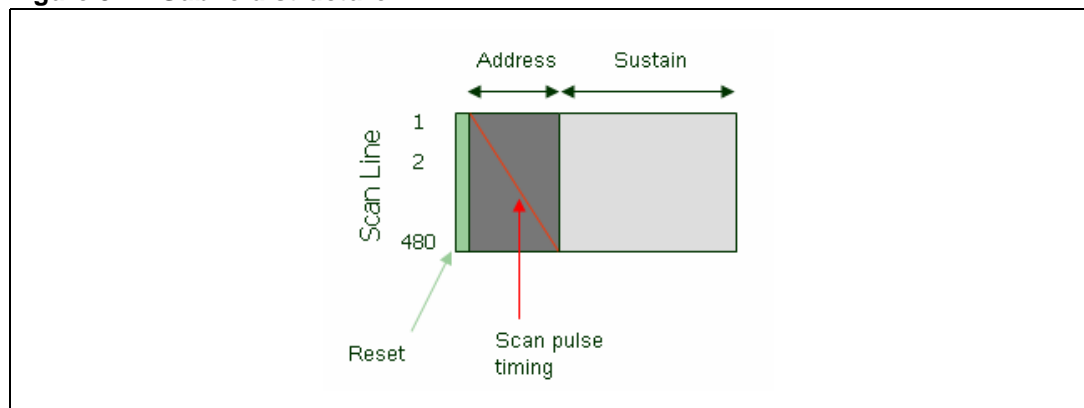 Address Sustain
Scan Line
1
2
480
Reset
Scan pulse
timing